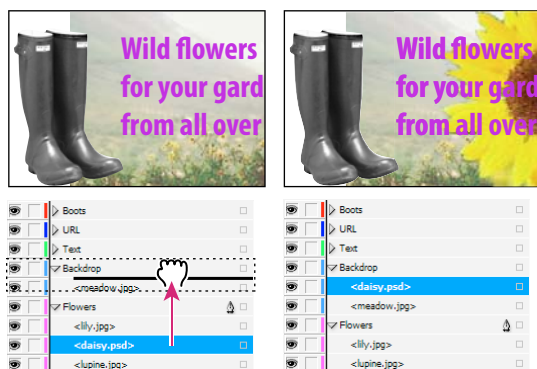 Wild flowers
for your gard
from all over
Wild flowers
for your gard
from all over
Boots
URL
Text
Backdrop
<meadow.jpg>
Flowers
<lily.jpg>
<daisy.psd>
<lupine.jpg>
Boots
URL
Text
Backdrop
<daisy.psd>
<meadow.jpg>
Flowers
<lily.jpg>
<lupine.jpg>